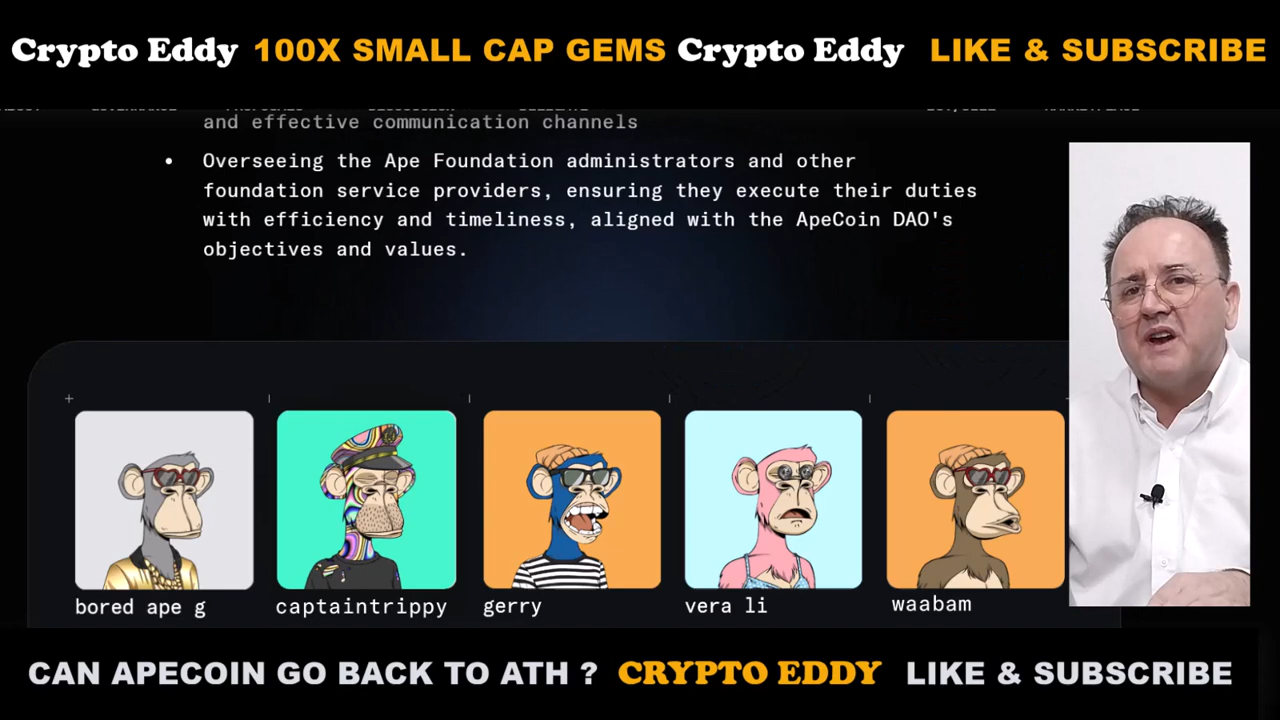 Crypto Eddy 100X SMALL CAP GEMS Crypto Eddy LIKE & SUBSCRIBE
and effective communication channels
• Overseeing the Ape Foundation administrators and other
foundation service providers, ensuring they execute their duties
with efficiency and timeliness, aligned with the ApeCoin DAO's
objectives and values.
bored ape g captaintrippy gerry vera li waabam
CAN APECOIN GO BACK TO ATH ? CRYPTO EDDY LIKE & SUBSCRIBE